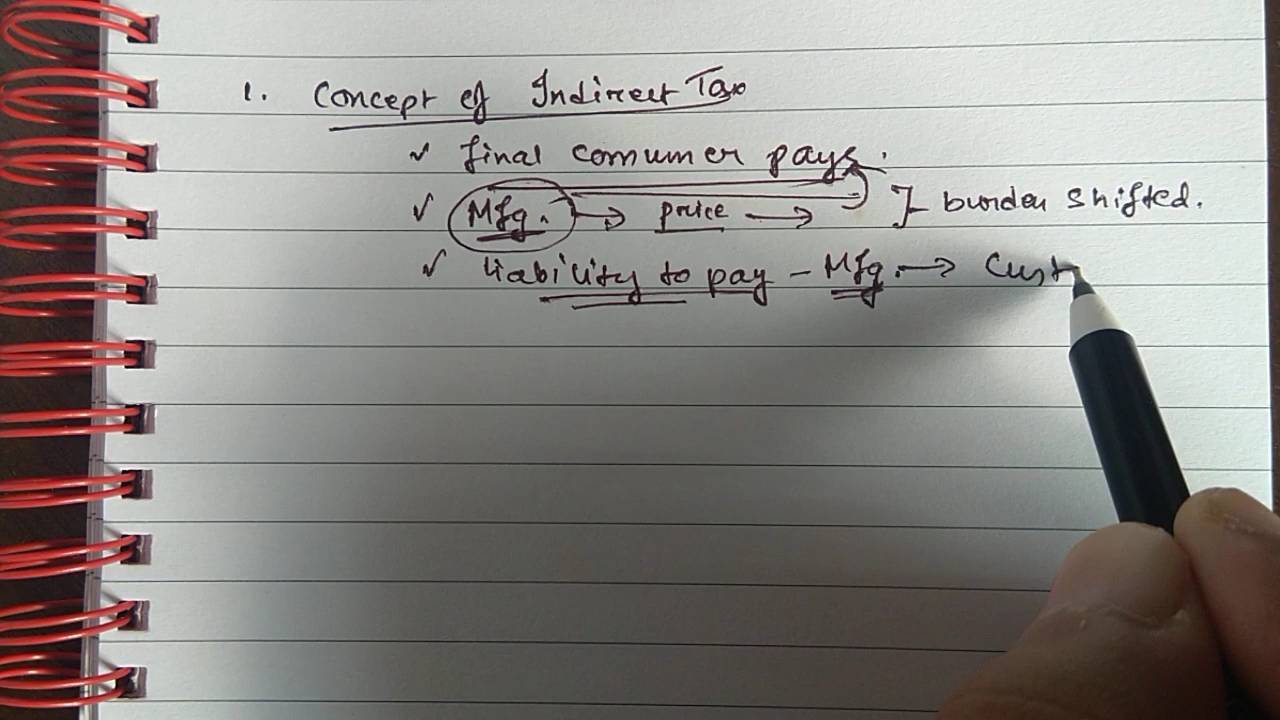 1. Concept of Indirect Tax
✓ final consumer pays.
✓ Mfg. → price → } burden shifted.
✓ liability to pay - Mfg. → Cust